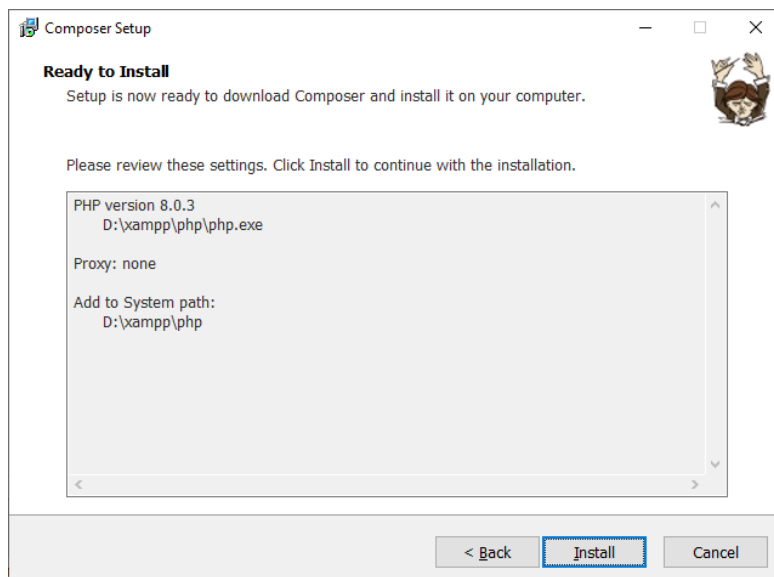 Composer Setup
Ready to Install
Setup is now ready to download Composer and install it on your computer.
Please review these settings. Click Install to continue with the installation.
PHP version 8.0.3
D:\xampp\php\php.exe
Proxy: none
Add to System path:
D:\xampp\php
< Back
Install
Cancel